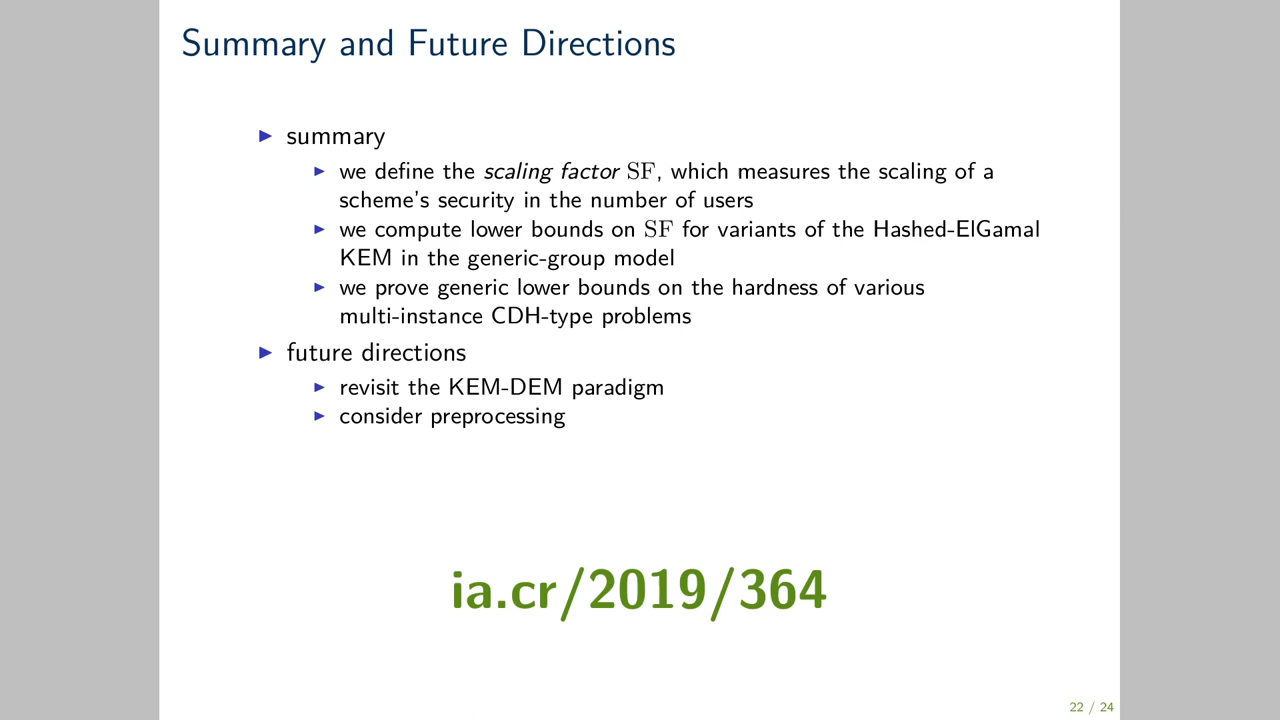 Summary and Future Directions
▶ summary
▶ we define the scaling factor SF, which measures the scaling of a
scheme's security in the number of users
▶ we compute lower bounds on SF for variants of the Hashed-ElGamal
KEM in the generic-group model
▶ we prove generic lower bounds on the hardness of various
multi-instance CDH-type problems
▶ future directions
▶ revisit the KEM-DEM paradigm
▶ consider preprocessing
ia.cr/2019/364
22 / 24